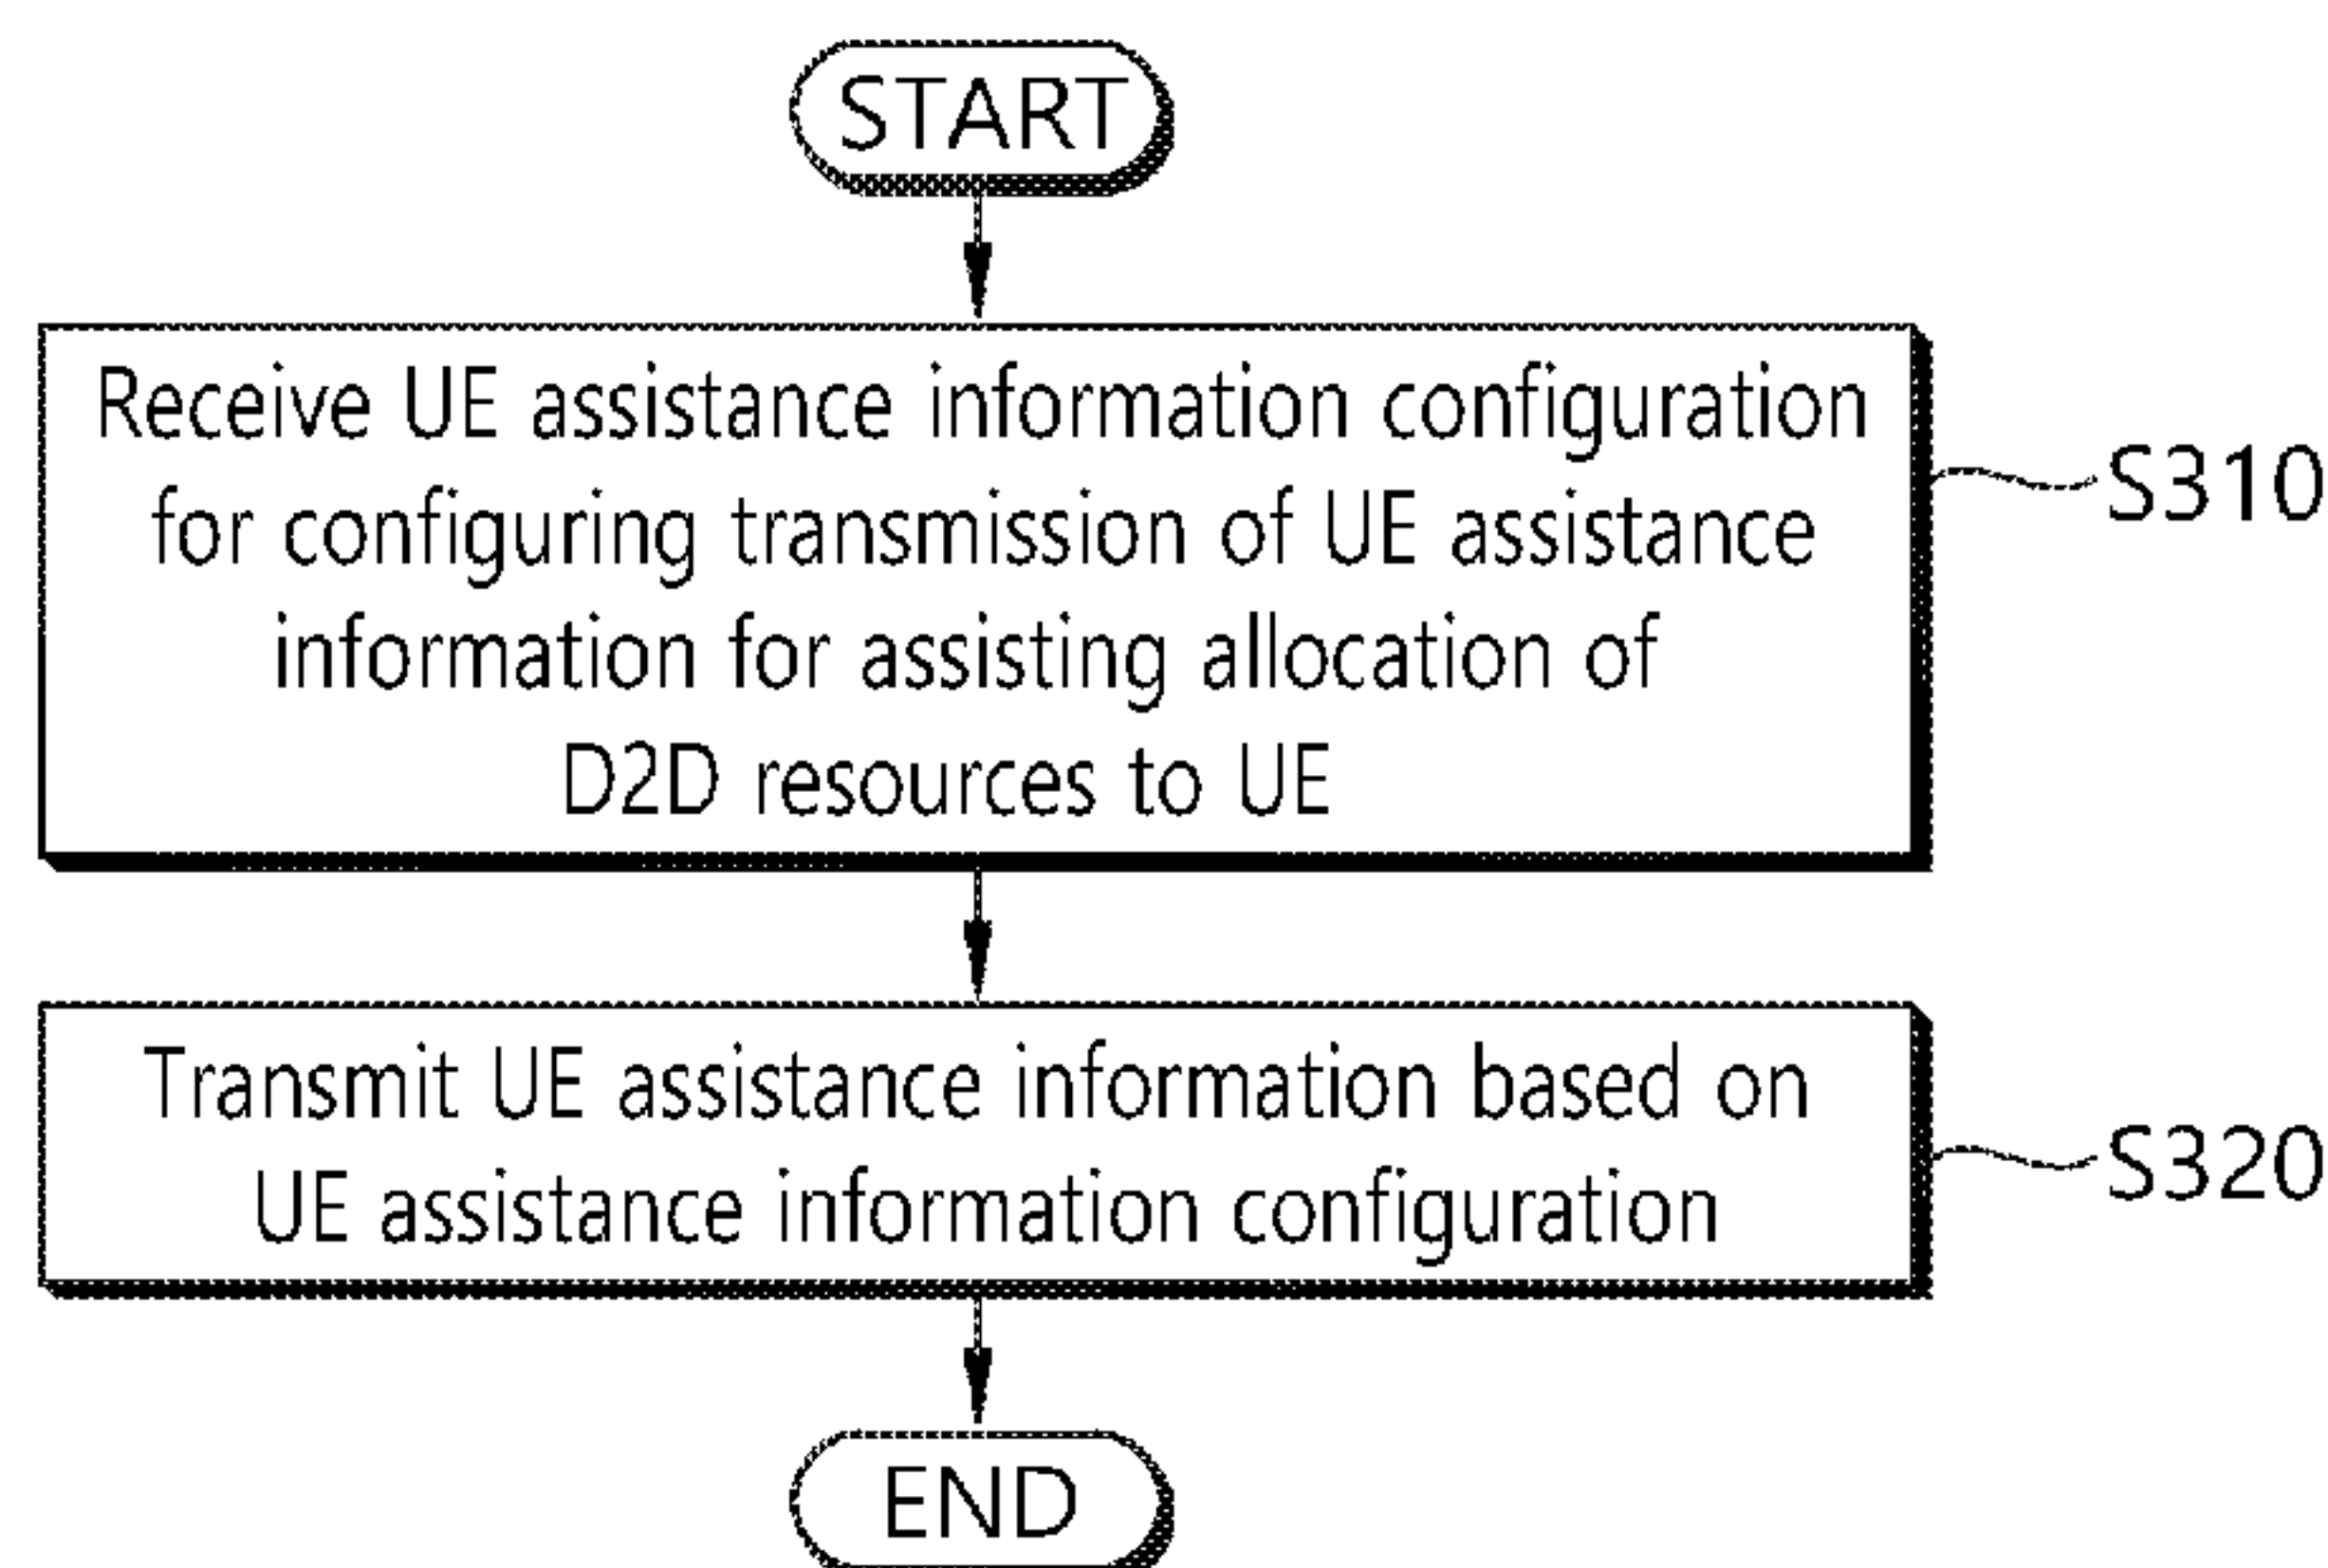 START
Receive UE assistance information configuration
for configuring transmission of UE assistance
information for assisting allocation of
D2D resources to UE
S310
Transmit UE assistance information based on
UE assistance information configuration
S320
END